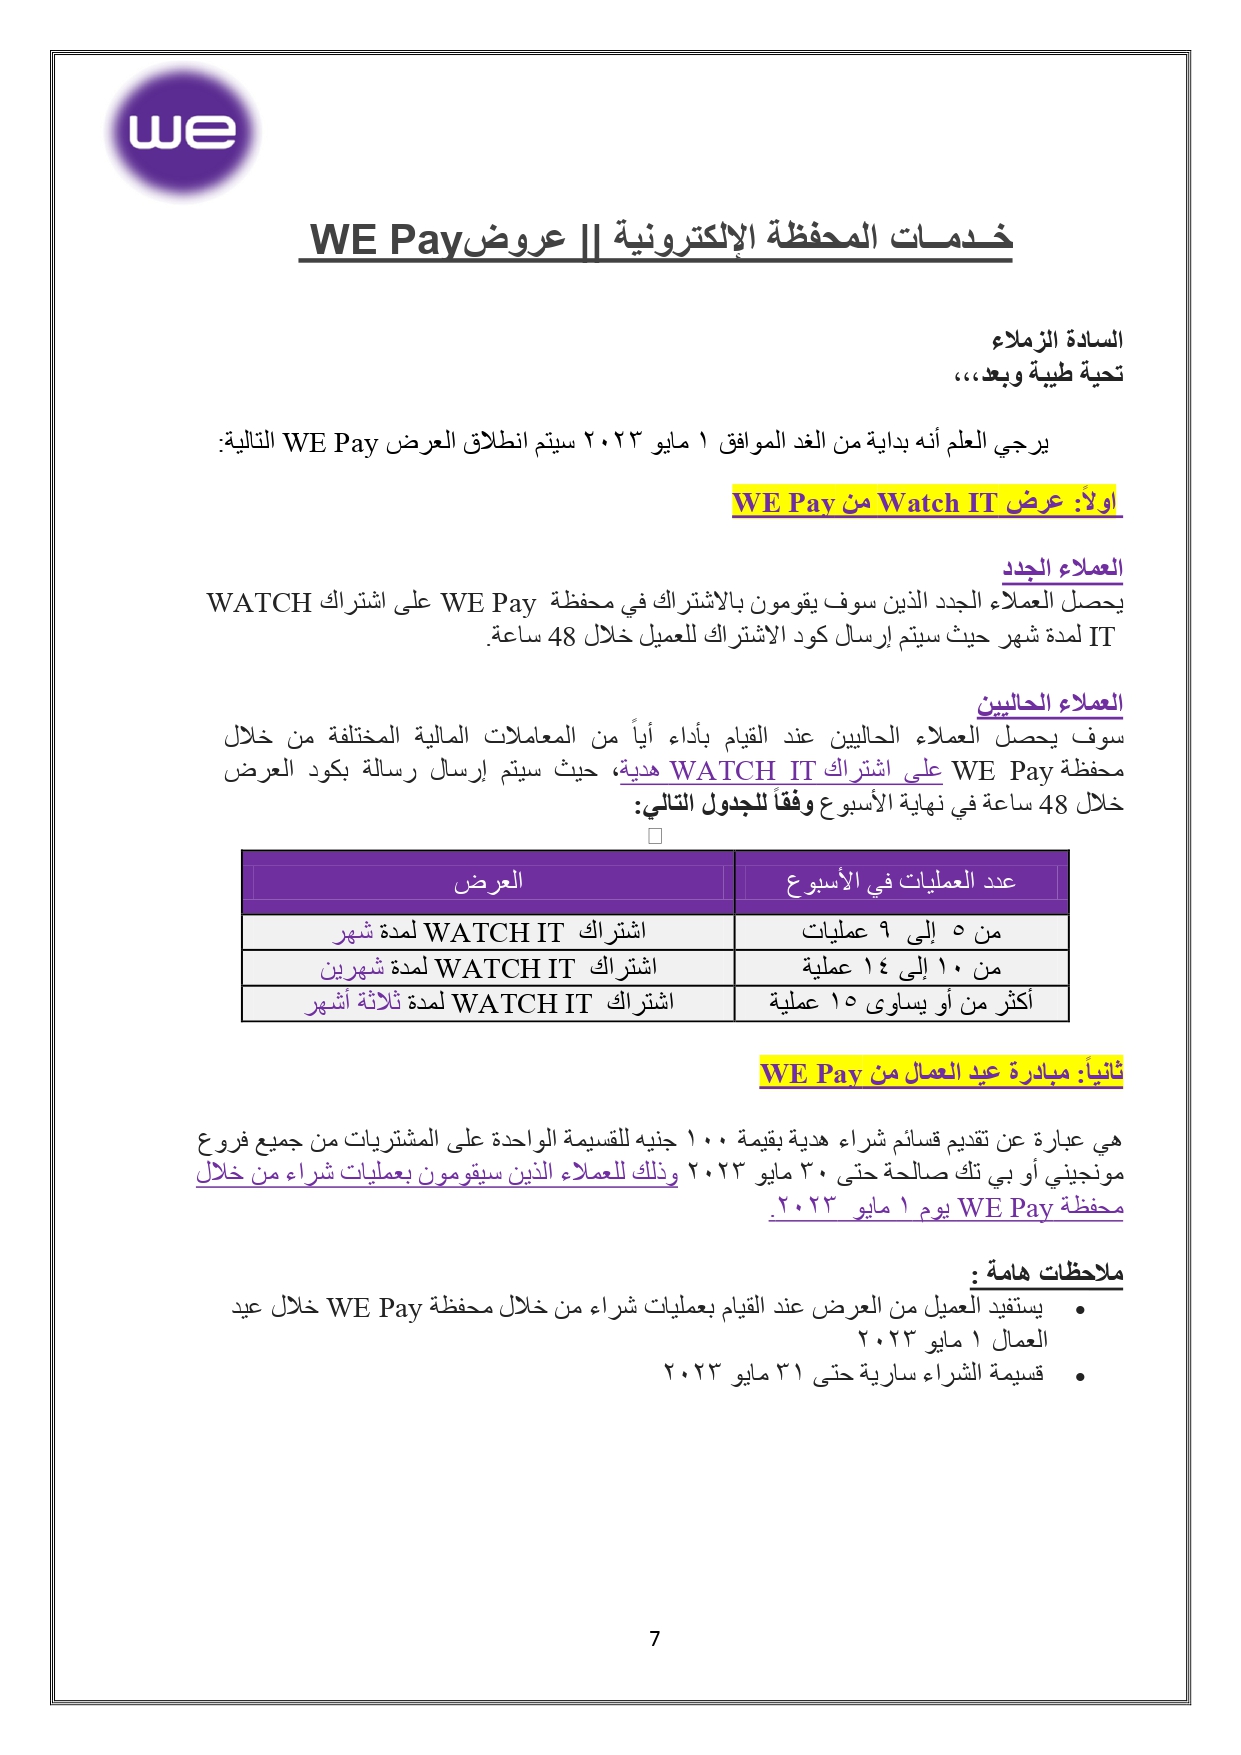 we
خــدمــات المحفظة الإلكترونية || عروضWE Pay
السادة الزملاء
تحية طيبة وبعد،،،
يرجي العلم أنه بداية من الغد الموافق ١ مايو ٢٠٢٣ سيتم انطلاق العرض WE Pay التالية:
اولاً: عرض Watch IT من WE Pay
العملاء الجدد
يحصل العملاء الجدد الذين سوف يقومون بالاشتراك في محفظة WE Pay على اشتراك WATCH
IT لمدة شهر حيث سيتم إرسال كود الاشتراك للعميل خلال 48 ساعة.
العملاء الحاليين
سوف يحصل العملاء الحاليين عند القيام بأداء أياً من المعاملات المالية المختلفة من خلال
محفظة WE Pay على اشتراك WATCH IT هدية، حيث سيتم إرسال رسالة بكود العرض
خلال 48 ساعة في نهاية الأسبوع وفقاً للجدول التالي:
عدد العمليات في الأسبوع العرض
من ٥ إلى ٩ عمليات اشتراك WATCH IT لمدة شهر
من ١٠ إلى ١٤ عملية اشتراك WATCH IT لمدة شهرين
أكثر من أو يساوى ١٥ عملية اشتراك WATCH IT لمدة ثلاثة أشهر
ثانياً: مبادرة عيد العمال من WE Pay
هي عبارة عن تقديم قسائم شراء هدية بقيمة ١٠٠ جنيه للقسيمة الواحدة على المشتريات من جميع فروع
مونجيني أو بي تك صالحة حتى ٣٠ مايو ٢٠٢٣ وذلك للعملاء الذين سيقومون بعمليات شراء من خلال
محفظة WE Pay يوم ١ مايو ٢٠٢٣.
ملاحظات هامة :
• يستفيد العميل من العرض عند القيام بعمليات شراء من خلال محفظة WE Pay خلال عيد
العمال ١ مايو ٢٠٢٣
• قسيمة الشراء سارية حتى ٣١ مايو ٢٠٢٣
7